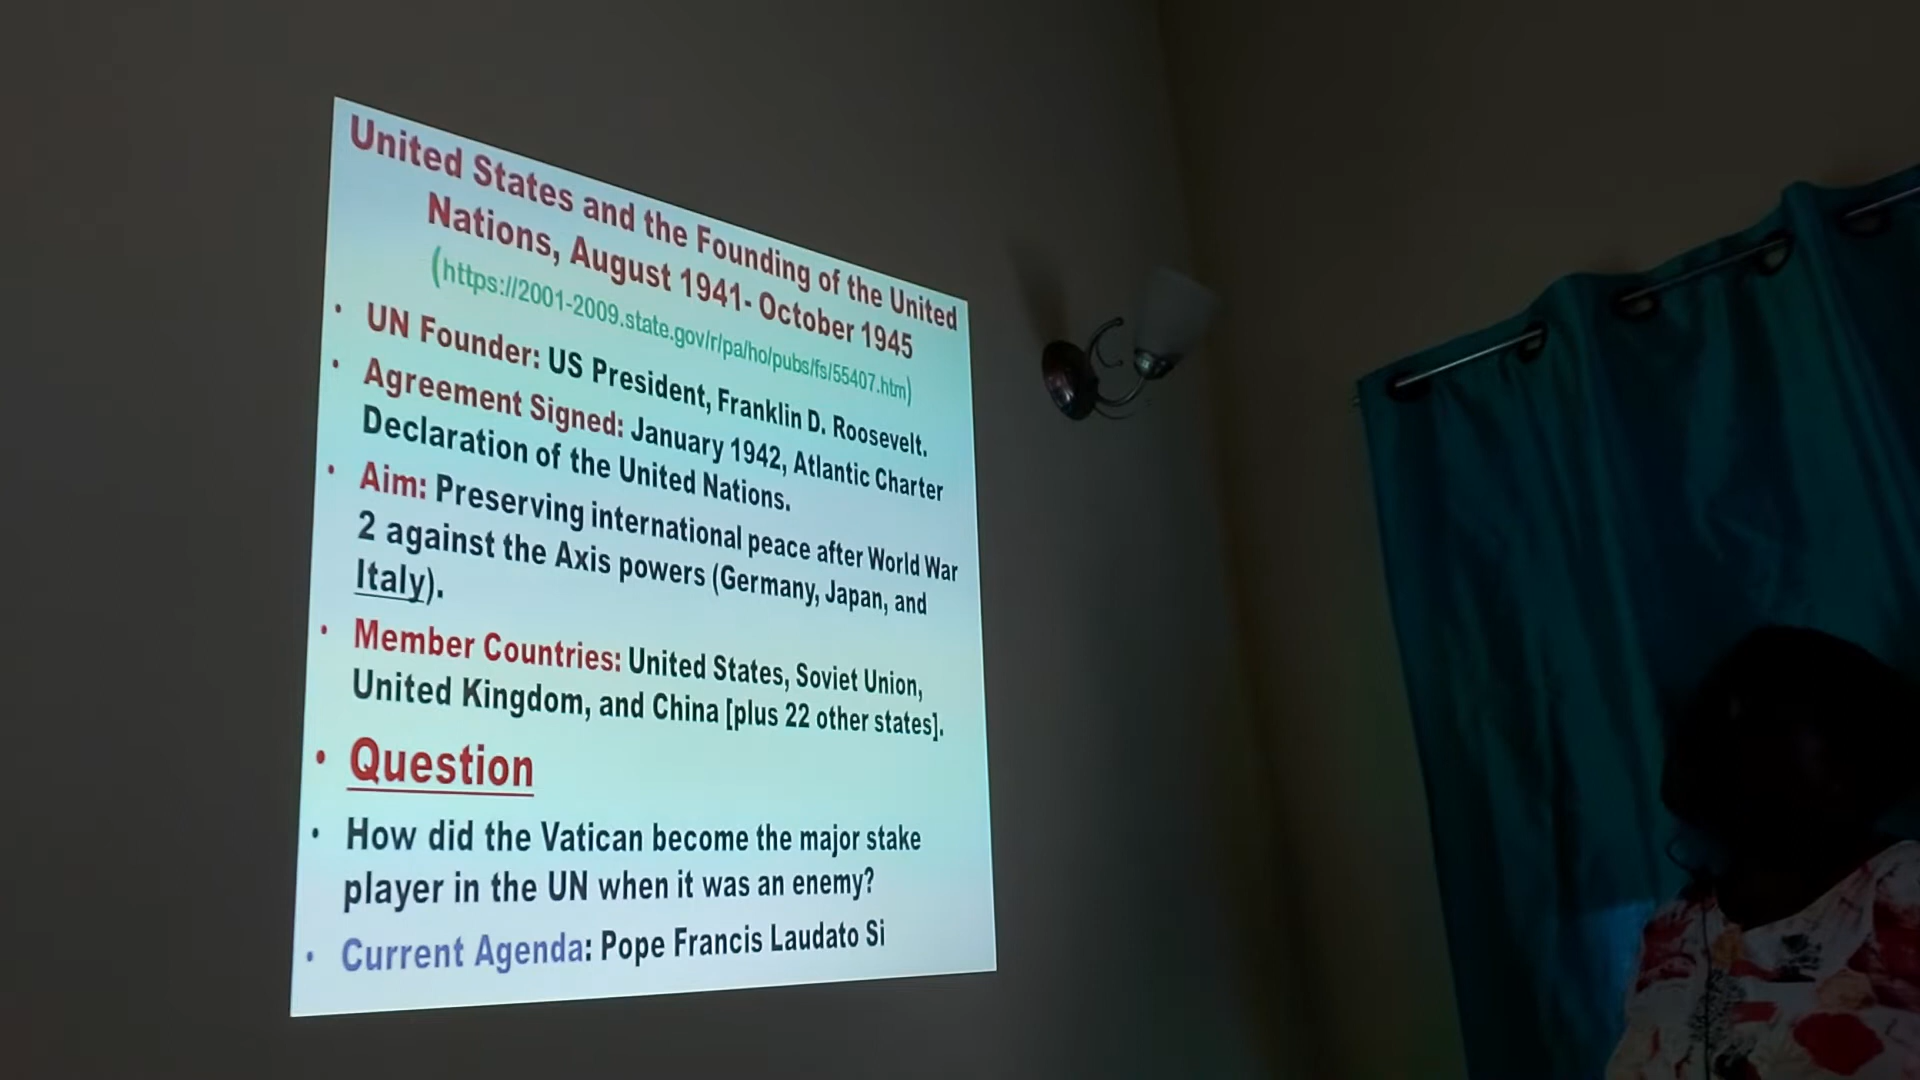 United States and the Founding of the United
Nations, August 1941- October 1945
(https://2001-2009.state.gov/r/pa/ho/pubs/fs/55407.htm)
• UN Founder: US President, Franklin D. Roosevelt.
• Agreement Signed: January 1942, Atlantic Charter
Declaration of the United Nations.
• Aim: Preserving international peace after World War
2 against the Axis powers (Germany, Japan, and
Italy).
• Member Countries: United States, Soviet Union,
United Kingdom, and China [plus 22 other states].
• Question
• How did the Vatican become the major stake
player in the UN when it was an enemy?
• Current Agenda: Pope Francis Laudato Si